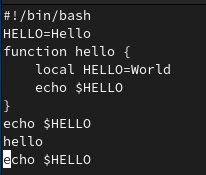 #!/bin/bash
HELLO=Hello
function hello {
    local HELLO=World
    echo $HELLO
}
echo $HELLO
hello
echo $HELLO